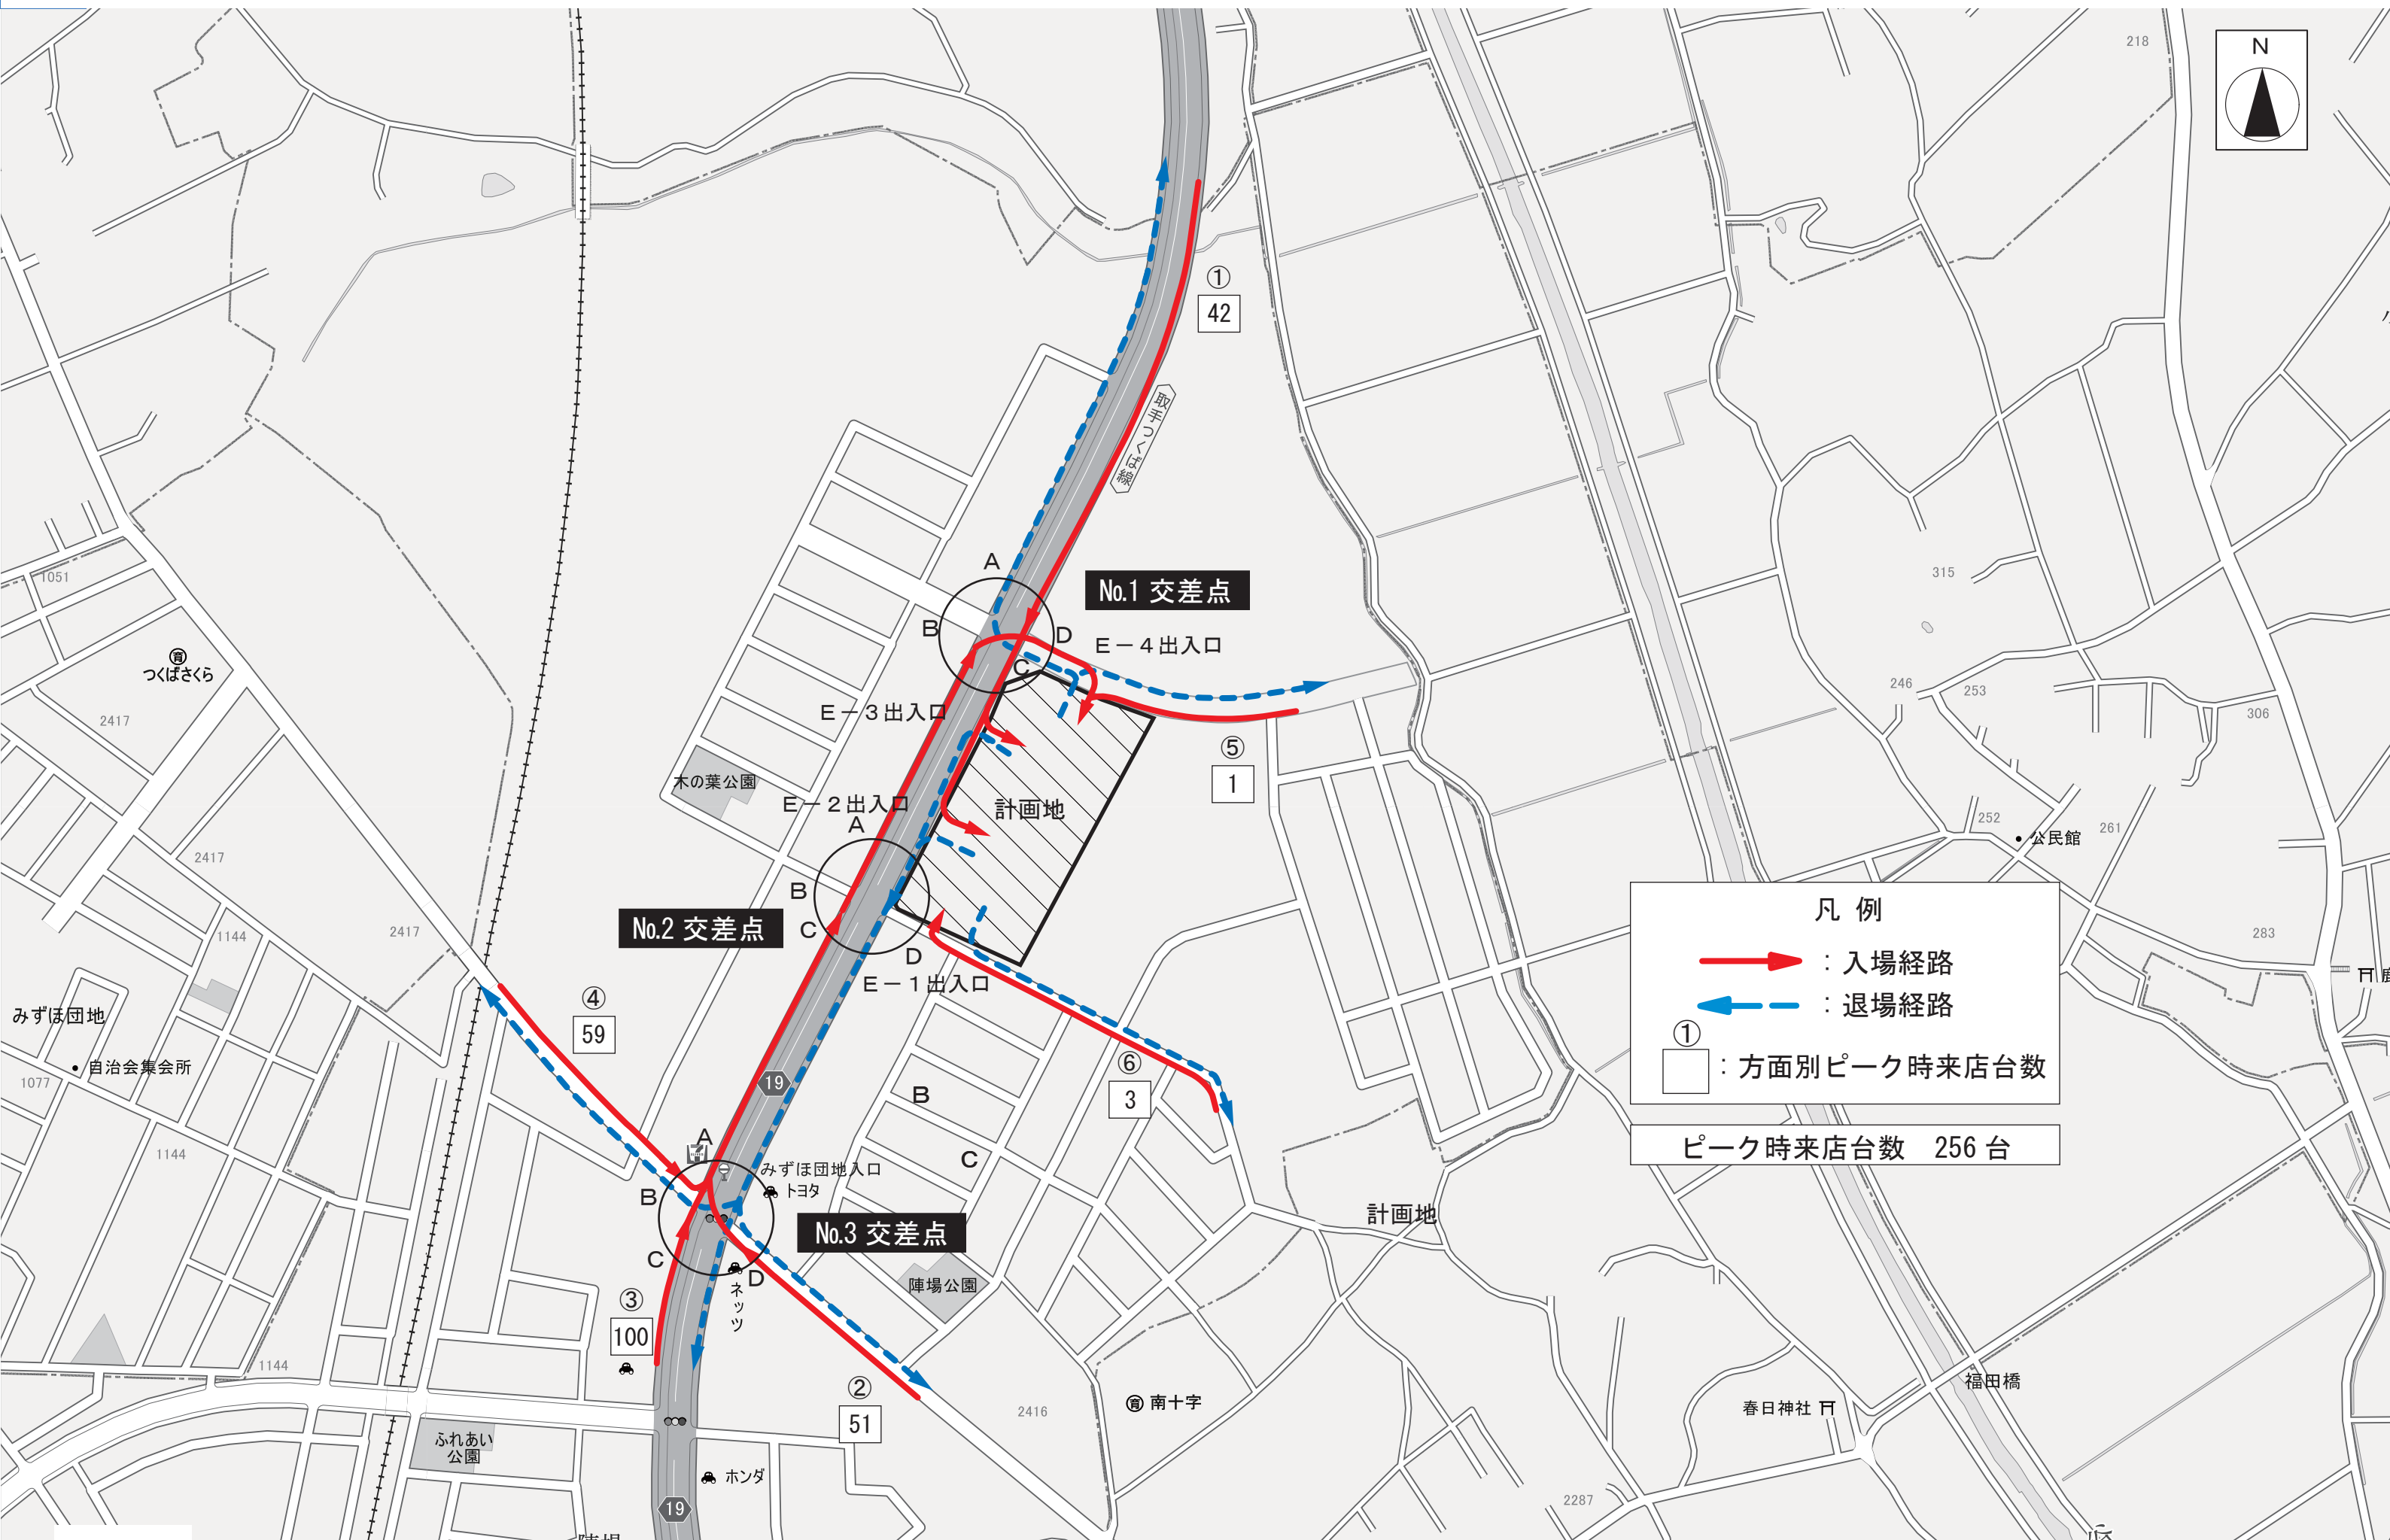 N
218
①
42
取手つくば線
A
No.1 交差点
B
D
E－4出入口
C
1051
315
育
つくばさくら
2417
246
253
306
E－3出入口
⑤
1
木の葉公園
E－2出入口
計画地
A
252
公民館
261
2417
B
No.2 交差点
C
D
E－1出入口
凡 例
：入場経路
：退場経路
①
：方面別ピーク時来店台数
ピーク時来店台数 256 台
2417
1144
283
④
59
みずほ団地
自治会集会所
1077
19
⑥
3
B
C
1144
A
みずほ団地入口
トヨタ
B
No.3 交差点
計画地
C
D
ネッツ
陣場公園
③
100
1144
②
51
2416
育
南十字
春日神社
福田橋
ふれあい
公園
ホンダ
19
2287